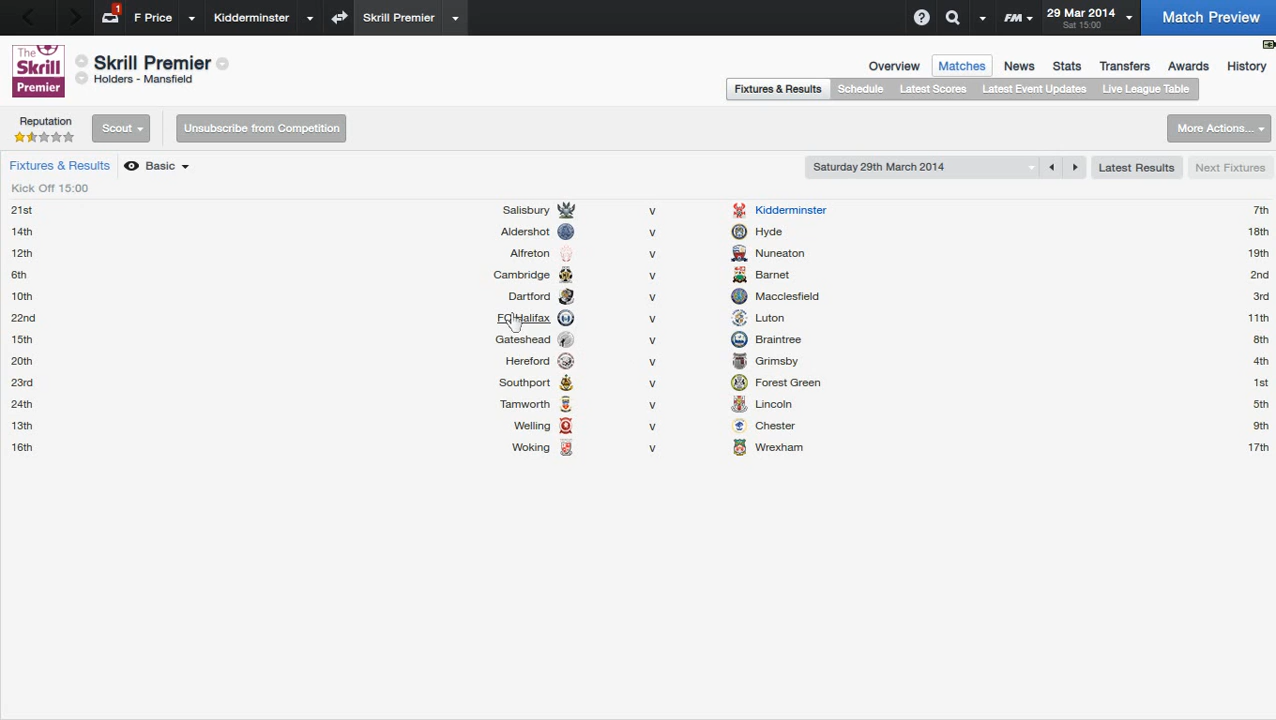 1
F Price Kidderminster Skrill Premier FM 29 Mar 2014 Match Preview
Sat 15:00
The Skrill Premier
Skrill Premier
Holders - Mansfield
Overview Matches News Stats Transfers Awards History
Fixtures & Results Schedule Latest Scores Latest Event Updates Live League Table
Reputation
Scout Unsubscribe from Competition More Actions...
Fixtures & Results Basic Saturday 29th March 2014 Latest Results Next Fixtures
Kick Off 15:00
21st Salisbury v Kidderminster 7th
14th Aldershot v Hyde 18th
12th Alfreton v Nuneaton 19th
6th Cambridge v Barnet 2nd
10th Dartford v Macclesfield 3rd
22nd FC Halifax v Luton 11th
15th Gateshead v Braintree 8th
20th Hereford v Grimsby 4th
23rd Southport v Forest Green 1st
24th Tamworth v Lincoln 5th
13th Welling v Chester 9th
16th Woking v Wrexham 17th